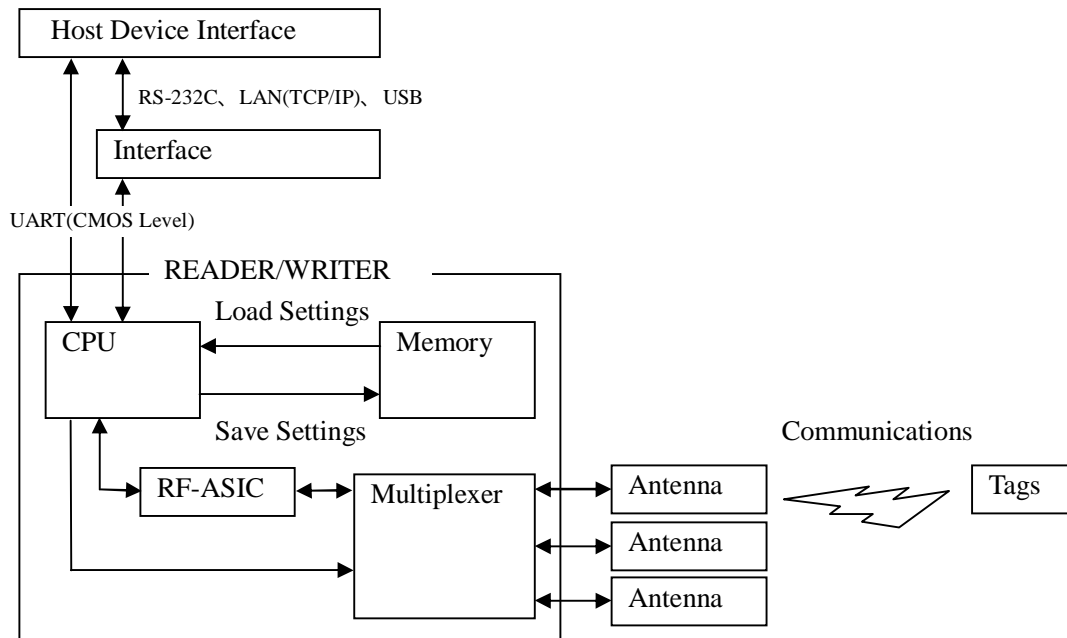 Host Device Interface
RS-232C、LAN(TCP/IP)、USB
Interface
UART(CMOS Level)
READER/WRITER
Load Settings
CPU
Memory
Save Settings
Communications
RF-ASIC
Multiplexer
Antenna
Tags
Antenna
Antenna